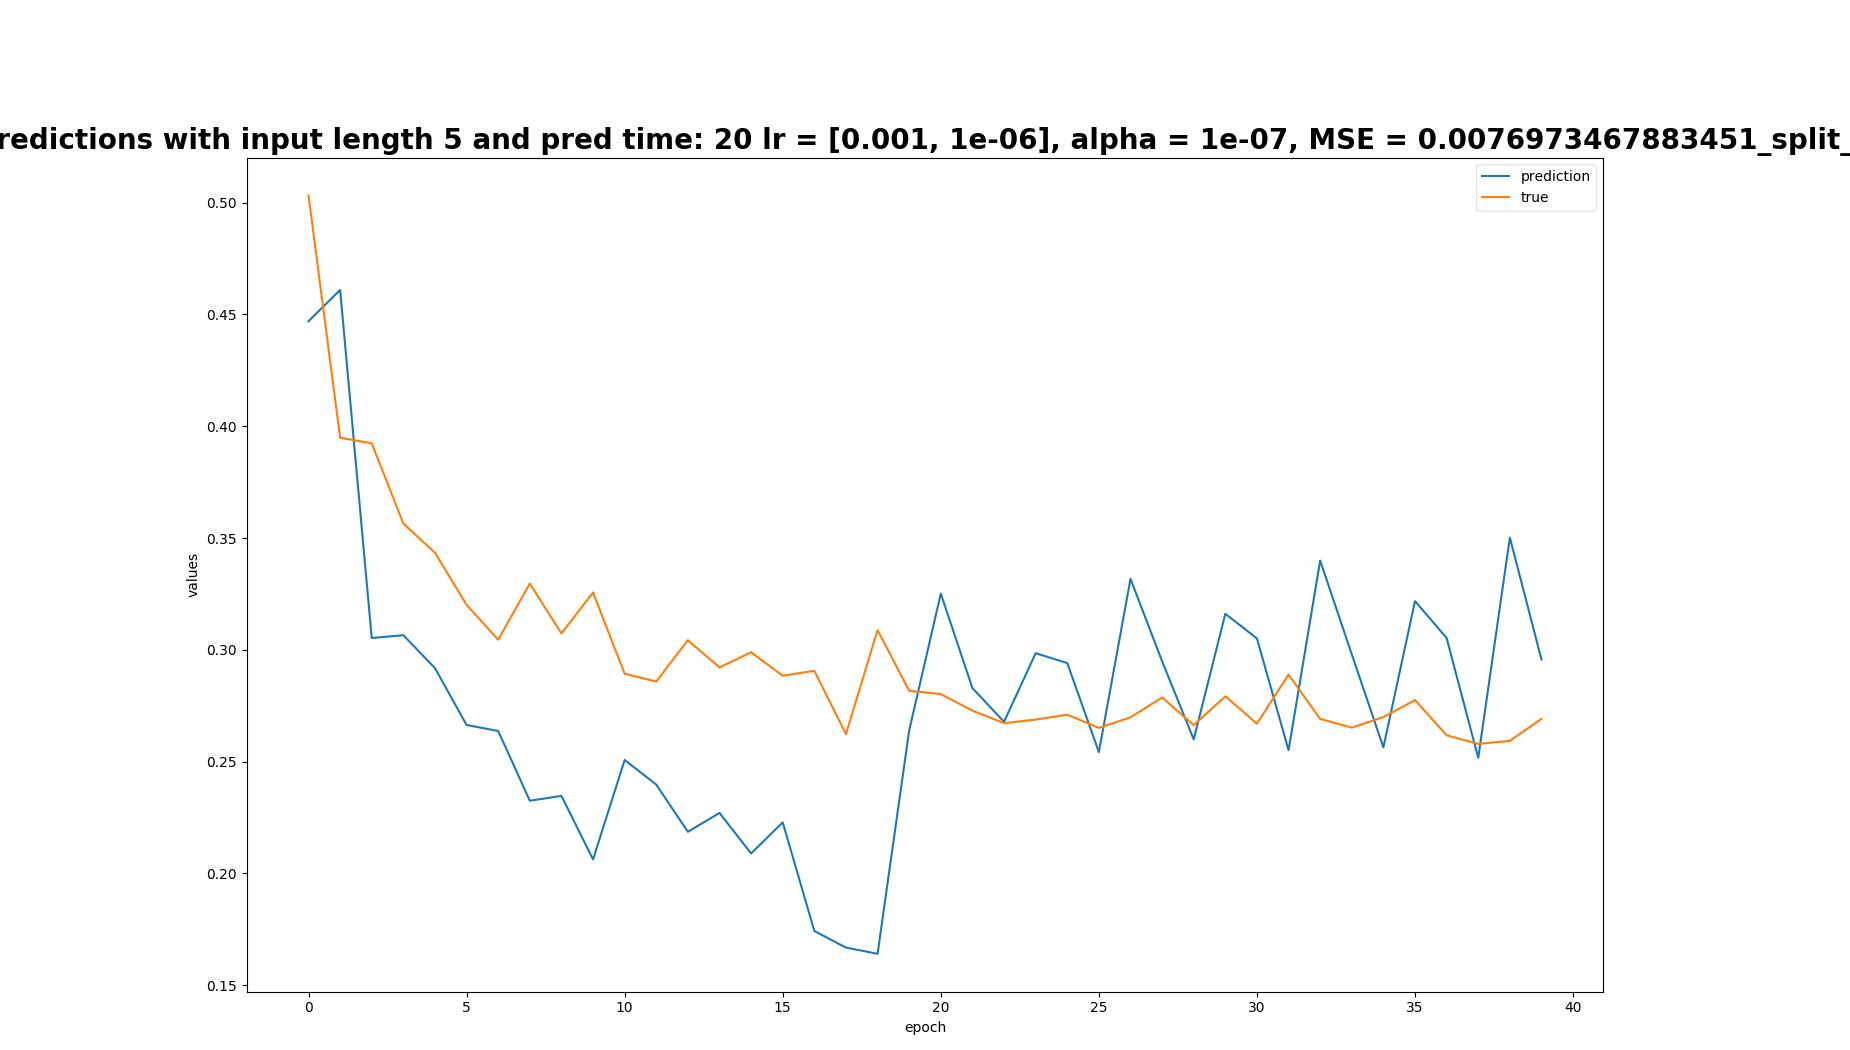 redictions with input length 5 and pred time: 20 lr = [0.001, 1e-06], alpha = 1e-07, MSE = 0.0076973467883451_split_
prediction
true
0.50
0.45
0.40
0.35
0.30
0.25
0.20
0.15
values
0 5 10 15 20 25 30 35 40
epoch